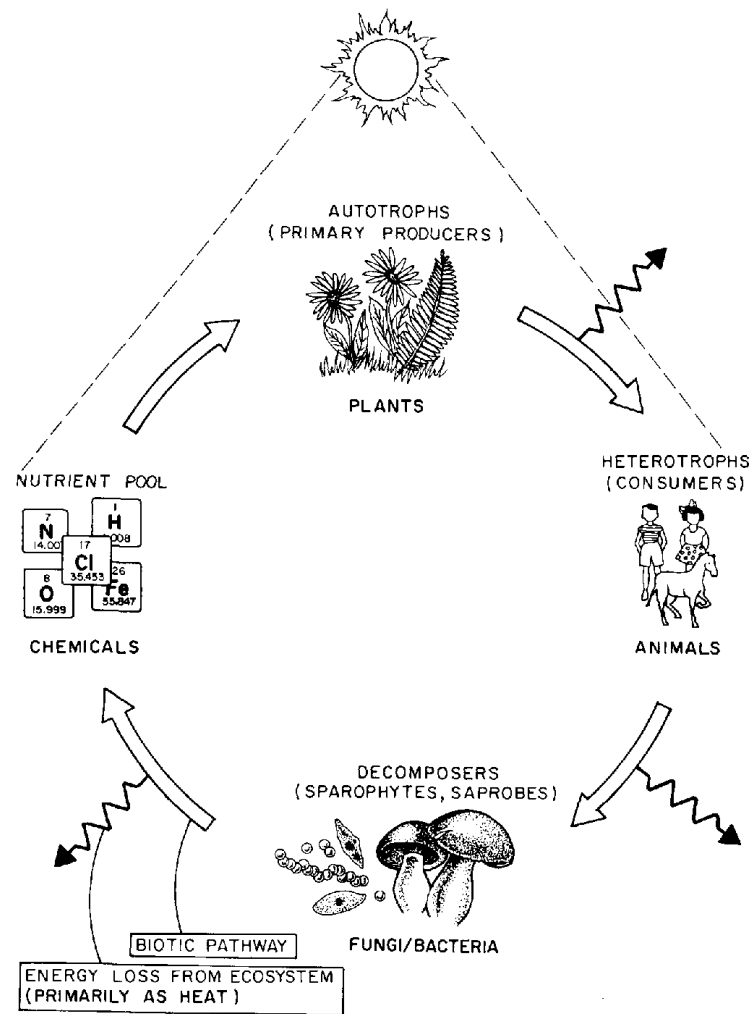 AUTOTROPHS
(PRIMARY PRODUCERS)
PLANTS
HETEROTROPHS
(CONSUMERS)
ANIMALS
DECOMPOSERS
(SPAROPHYTES, SAPROBES)
FUNGI/BACTERIA
NUTRIENT POOL
7
N
14.00
1
H
.008
17
Cl
35.453
8
O
15.999
26
Fe
55.847
CHEMICALS
BIOTIC PATHWAY
ENERGY LOSS FROM ECOSYSTEM
(PRIMARILY AS HEAT)